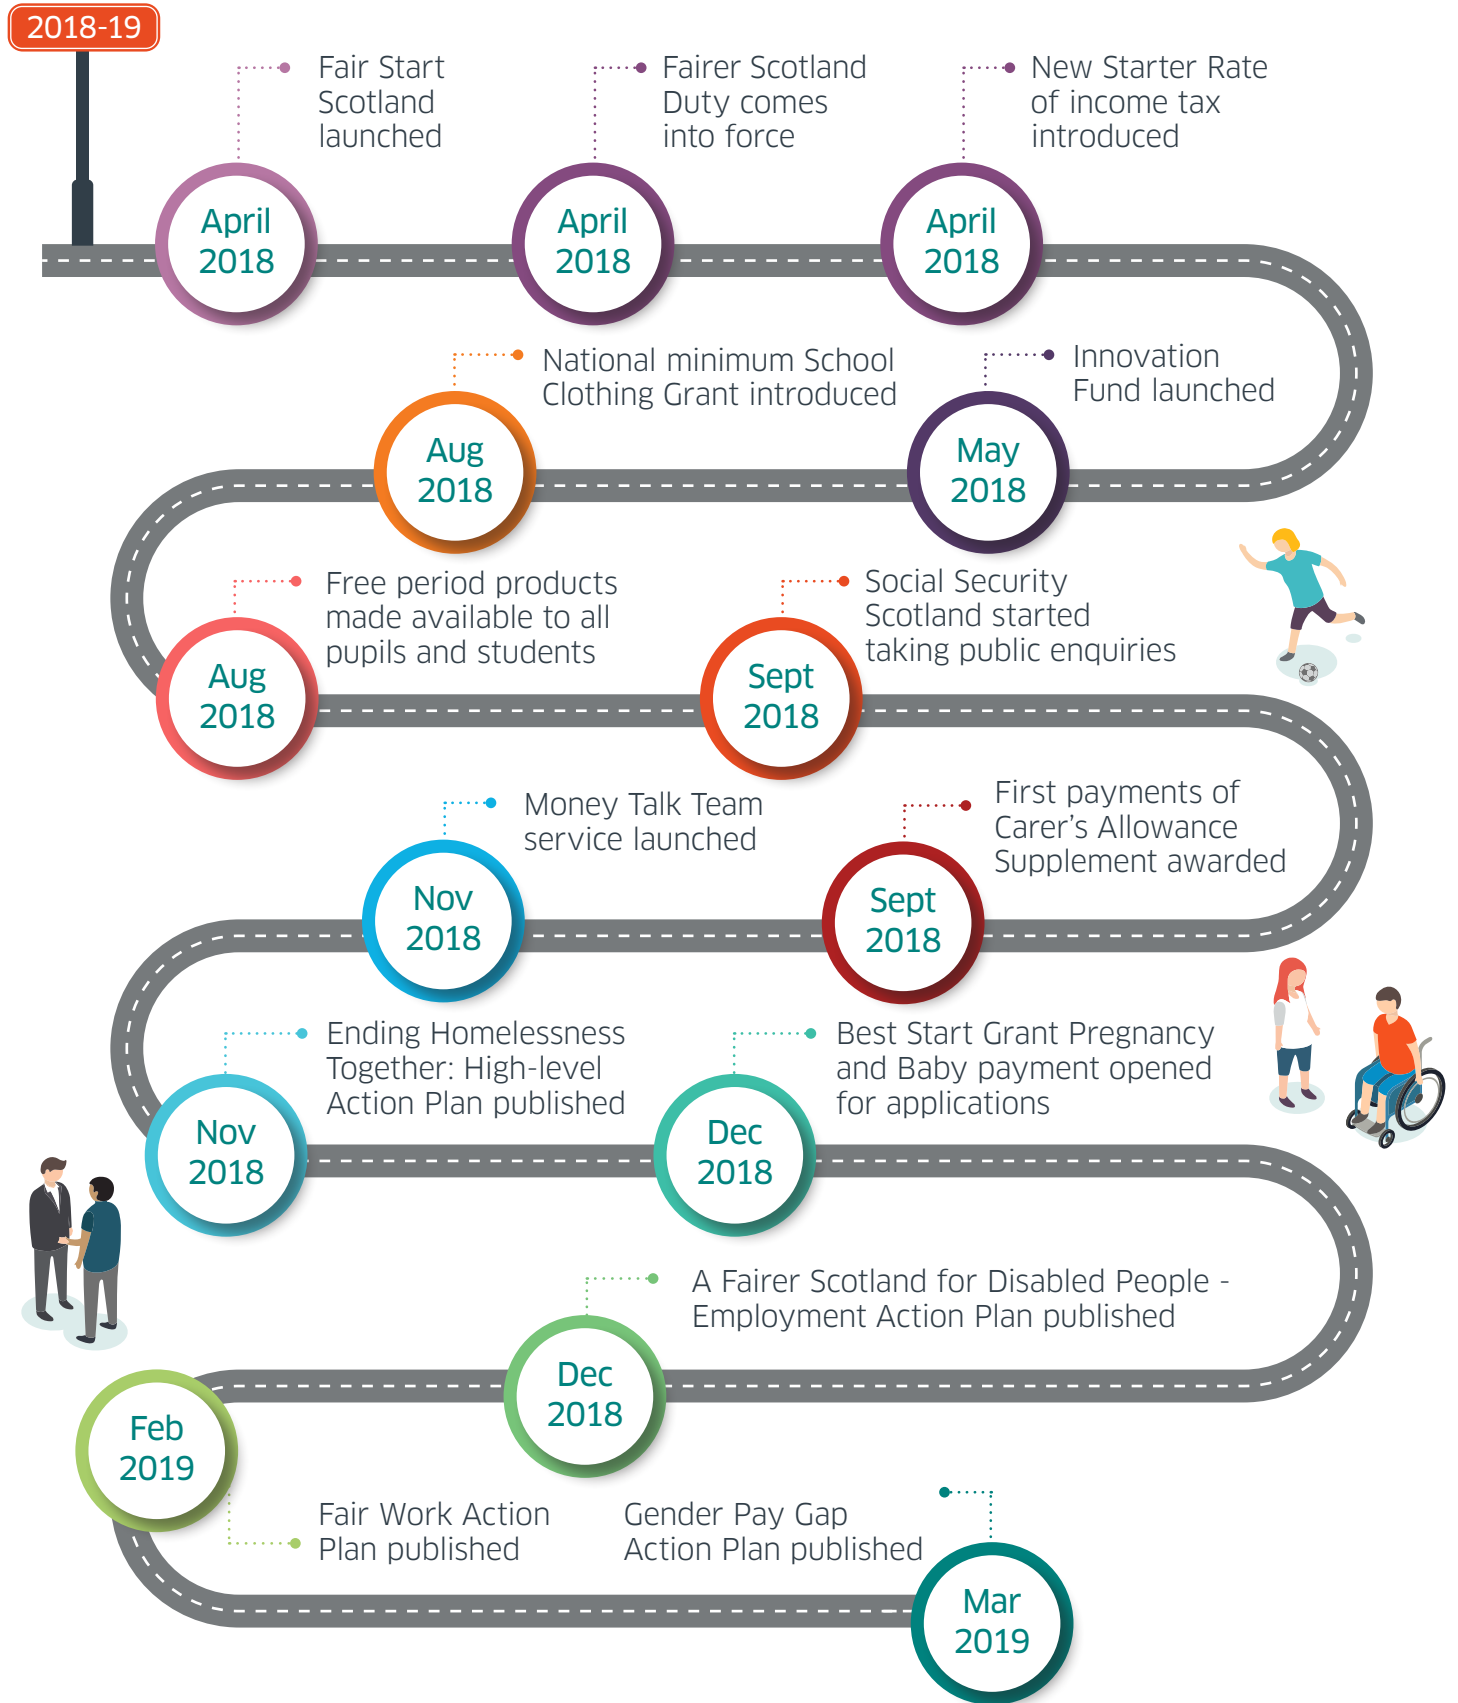 2018-19
Fair Start
Scotland
launched
April
2018
Fairer Scotland
Duty comes
into force
April
2018
New Starter Rate
of income tax
introduced
April
2018
Innovation
Fund launched
May
2018
National minimum School
Clothing Grant introduced
Aug
2018
Free period products
made available to all
pupils and students
Aug
2018
Social Security
Scotland started
taking public enquiries
Sept
2018
First payments of
Carer’s Allowance
Supplement awarded
Sept
2018
Money Talk Team
service launched
Nov
2018
Ending Homelessness
Together: High-level
Action Plan published
Nov
2018
Best Start Grant Pregnancy
and Baby payment opened
for applications
Dec
2018
A Fairer Scotland for Disabled People -
Employment Action Plan published
Dec
2018
Feb
2019
Fair Work Action
Plan published
Gender Pay Gap
Action Plan published
Mar
2019